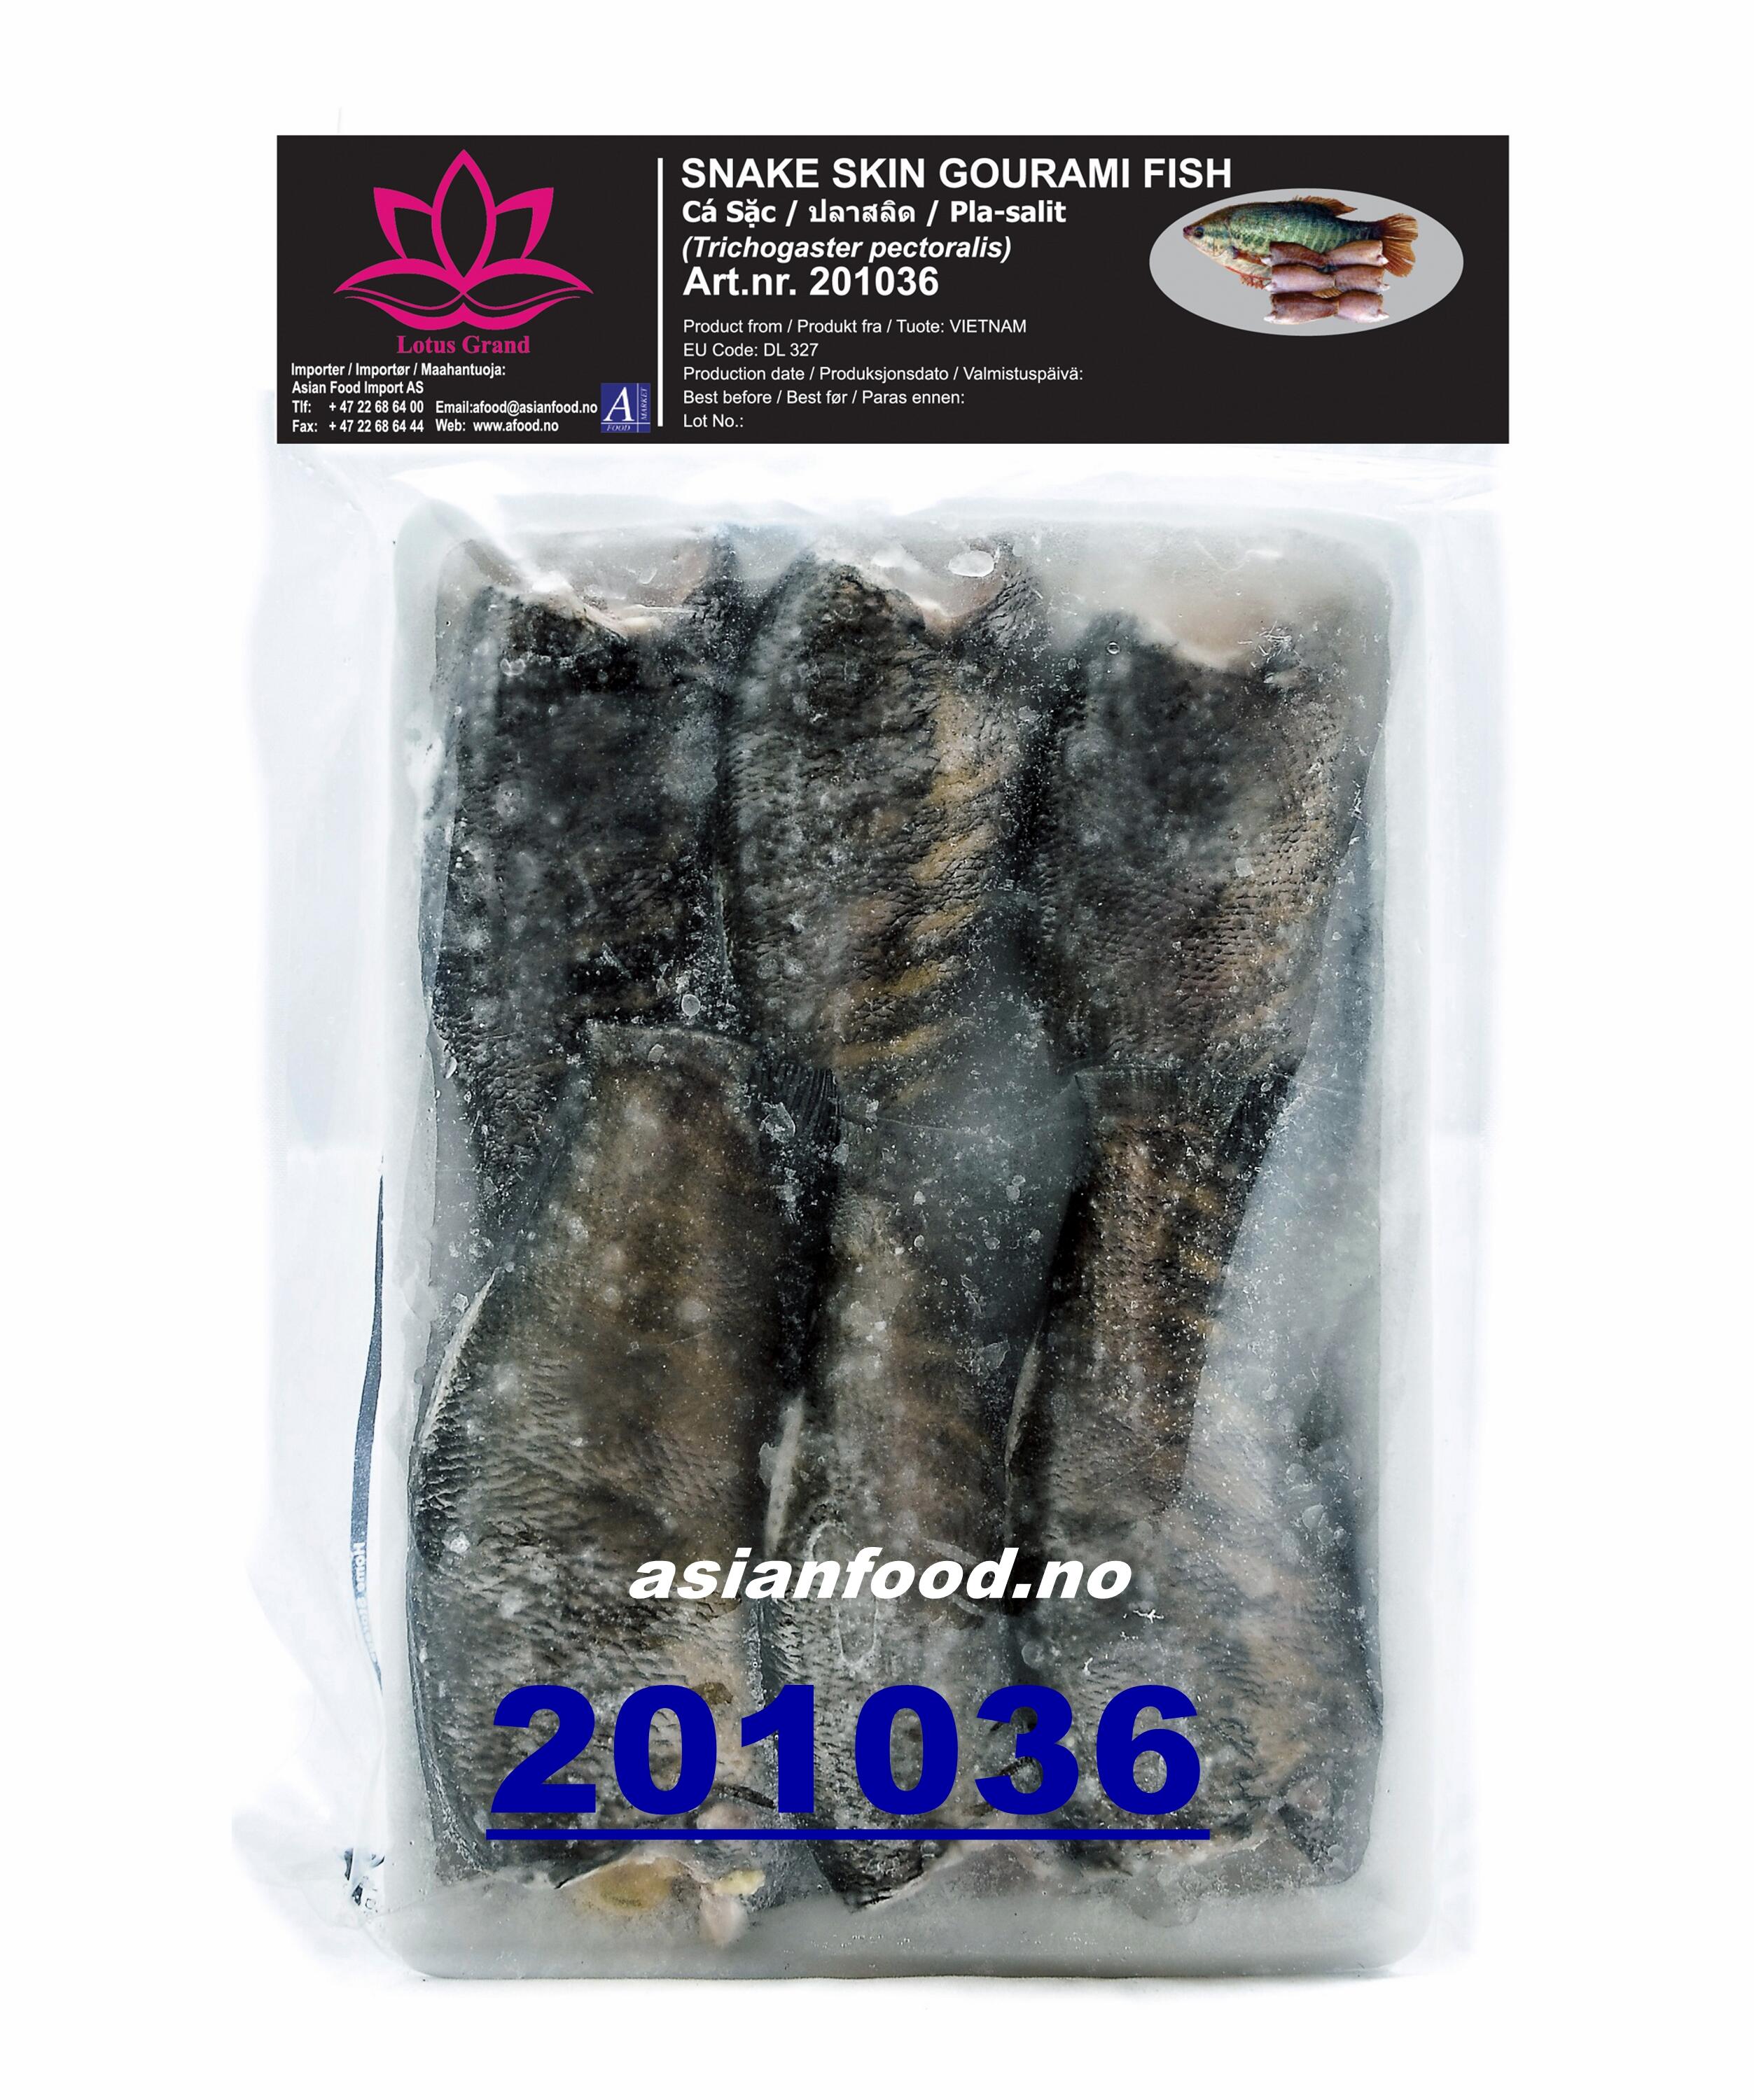 Lotus Grand
Importer / Importør / Maahantuoja:
Asian Food Import AS
Tlf: + 47 22 68 64 00 Email:afood@asianfood.no
Fax: + 47 22 68 64 44 Web: www.afood.no
A
FOOD
MARKET
SNAKE SKIN GOURAMI FISH
Cá Sặc / ปลาสลิด / Pla-salit
(Trichogaster pectoralis)
Art.nr. 201036
Product from / Produkt fra / Tuote: VIETNAM
EU Code: DL 327
Production date / Produksjonsdato / Valmistuspäivä:
Best before / Best før / Paras ennen:
Lot No.:
asianfood.no
201036